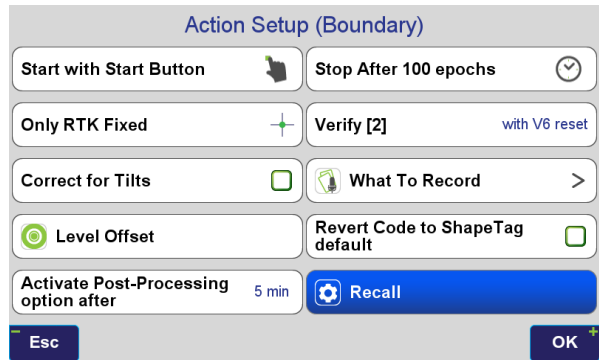 Action Setup (Boundary)
Start with Start Button
Stop After 100 epochs
Only RTK Fixed
Verify [2] with V6 reset
Correct for Tilts
What To Record >
Level Offset
Revert Code to ShapeTag
default
Activate Post-Processing
option after 5 min
Recall
- Esc
OK +